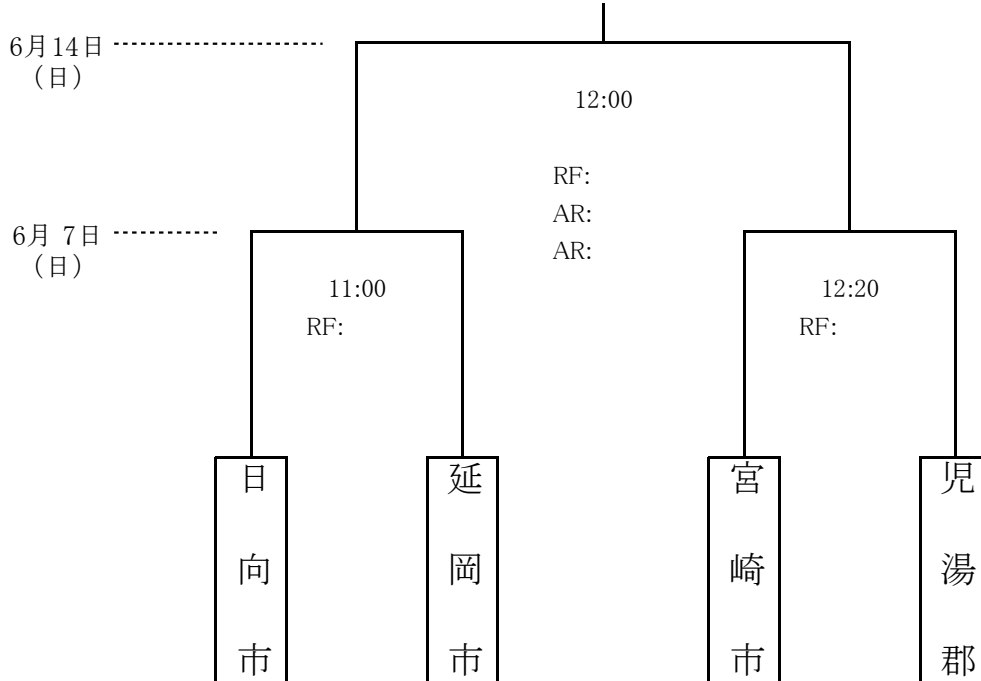 6月14日
(日)
12:00
RF:
AR:
AR:
6月 7日
(日)
11:00
RF:
12:20
RF:
日向市
延岡市
宮崎市
児湯郡